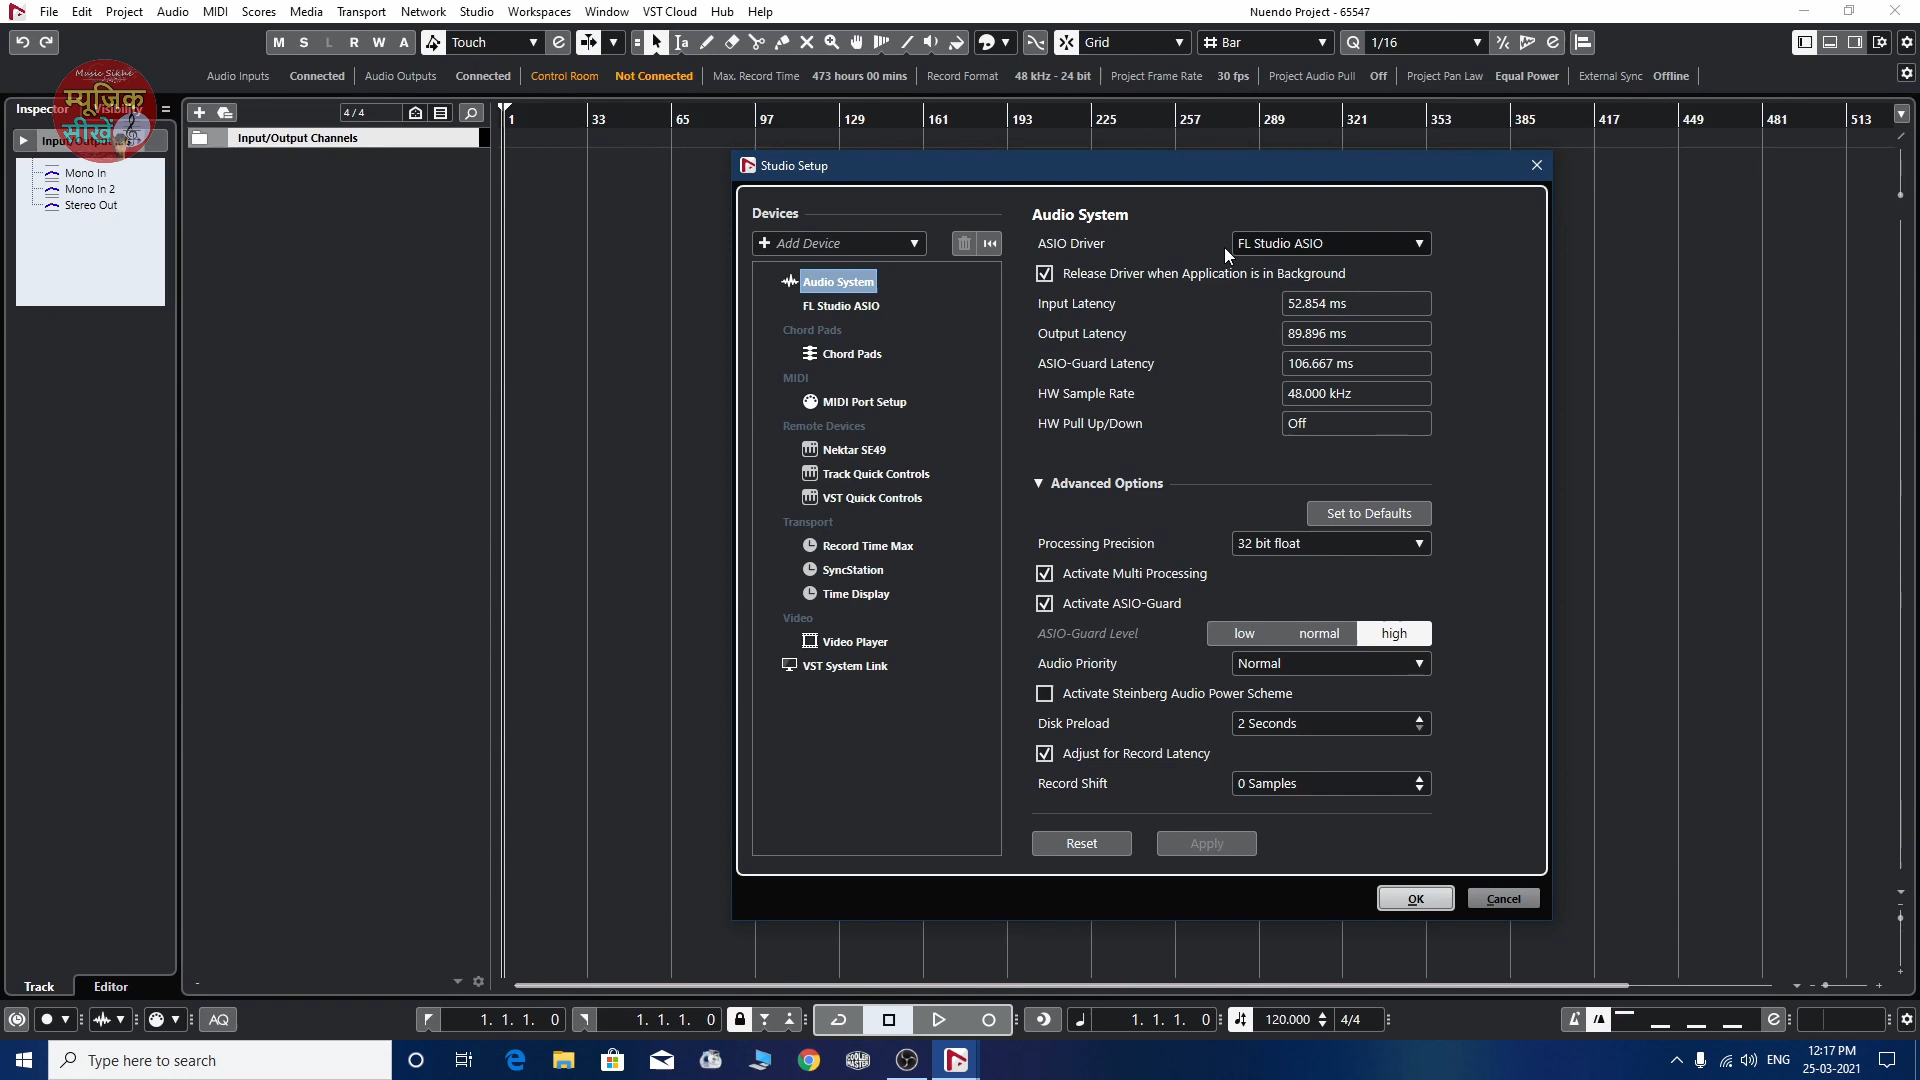 File Edit Project Audio MIDI Scores Media Transport Network Studio Workspaces Window VST Cloud Hub Help Nuendo Project - 65547
M S L R W A Touch Grid Bar 1/16
Audio Inputs Connected Audio Outputs Connected Control Room Not Connected Max. Record Time 473 hours 00 mins Record Format 48 kHz - 24 bit Project Frame Rate 30 fps Project Audio Pull Off Project Pan Law Equal Power External Sync Offline
Music Sikhe
म्यूजिक
सीखें
Inspector Visibility
4/4
1 33 65 97 129 161 193 225 257 289 321 353 385 417 449 481 513
Input/Output Channels
Mono In
Mono In 2
Stereo Out
Studio Setup
Devices
Add Device
Audio System
FL Studio ASIO
Chord Pads
Chord Pads
MIDI
MIDI Port Setup
Remote Devices
Nektar SE49
Track Quick Controls
VST Quick Controls
Transport
Record Time Max
SyncStation
Time Display
Video
Video Player
VST System Link
Audio System
ASIO Driver FL Studio ASIO
Release Driver when Application is in Background
Input Latency 52.854 ms
Output Latency 89.896 ms
ASIO-Guard Latency 106.667 ms
HW Sample Rate 48.000 kHz
HW Pull Up/Down Off
Advanced Options
Set to Defaults
Processing Precision 32 bit float
Activate Multi Processing
Activate ASIO-Guard
ASIO-Guard Level low normal high
Audio Priority Normal
Activate Steinberg Audio Power Scheme
Disk Preload 2 Seconds
Adjust for Record Latency
Record Shift 0 Samples
Reset Apply
OK Cancel
Track Editor
AQ 1. 1. 1. 0 1. 1. 1. 0 1. 1. 1. 0 120.000 4/4
Type here to search
COOLER MASTER
ENG
12:17 PM
25-03-2021